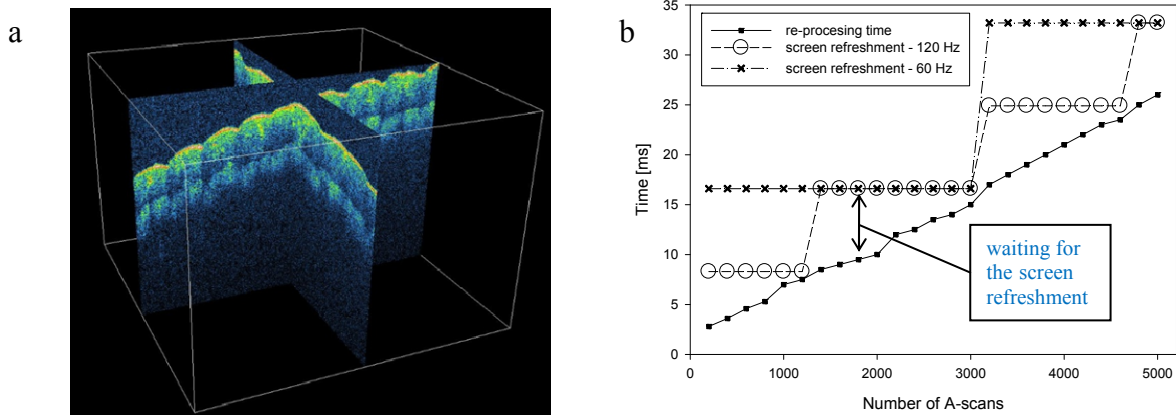 a
b
35
30
25
20
15
10
5
0
Time [ms]
re-procesing time
screen refreshment - 120 Hz
screen refreshment - 60 Hz
waiting for
the screen
refreshment
0
1000
2000
3000
4000
5000
Number of A-scans